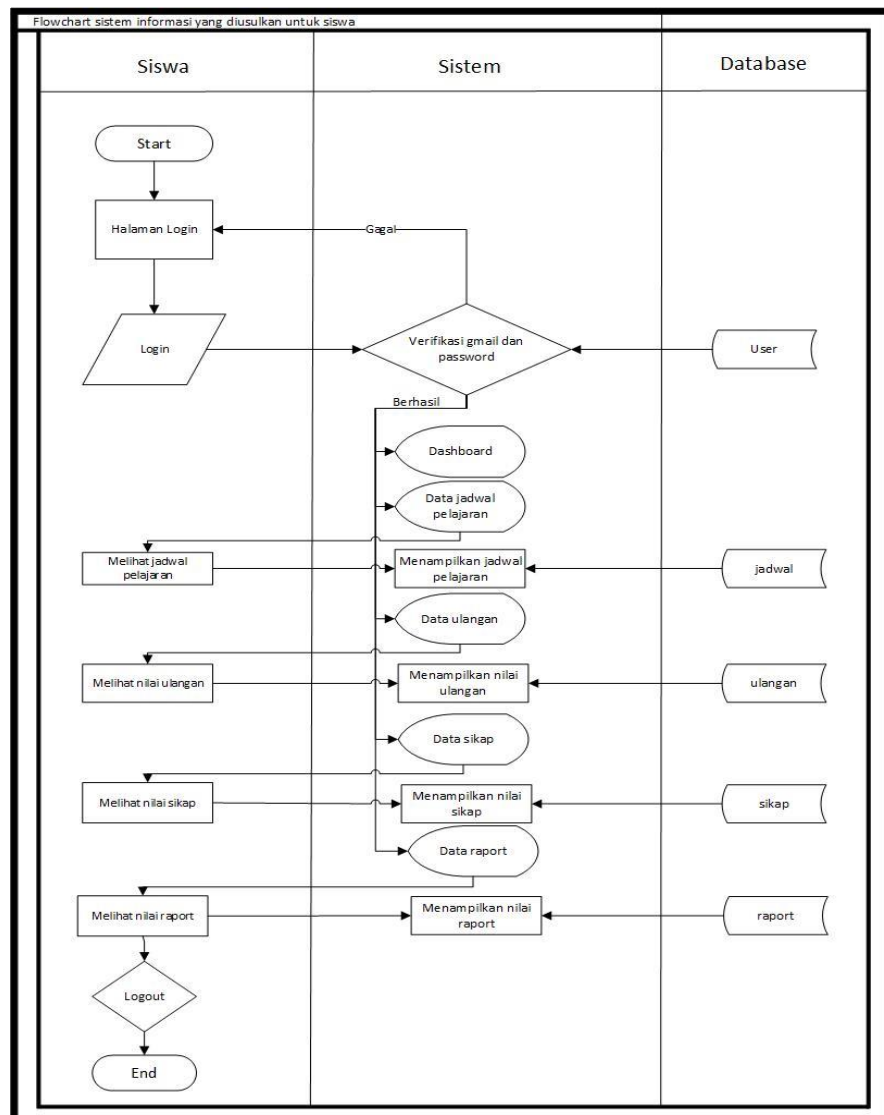 Flowchart sistem informasi yang diusulkan untuk siswa
Siswa
Sistem
Database
Start
Halaman Login
Gagal
Login
Verifikasi gmail dan
password
User
Berhasil
Dashboard
Data jadwal
pelajaran
Melihat jadwal
pelajaran
Menampilkan jadwal
pelajaran
jadwal
Data ulangan
Melihat nilai ulangan
Menampilkan nilai
ulangan
ulangan
Data sikap
Melihat nilai sikap
Menampilkan nilai
sikap
sikap
Data raport
Melihat nilai raport
Menampilkan nilai
raport
raport
Logout
End